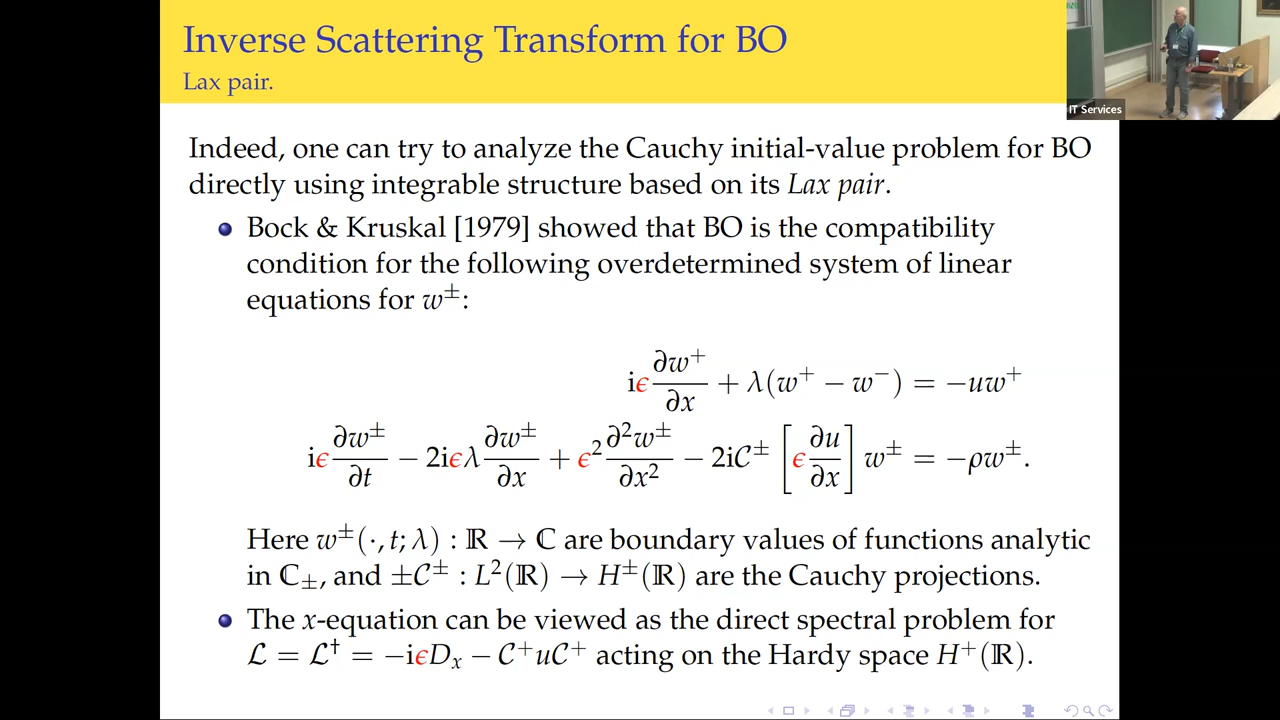 Inverse Scattering Transform for BO
Lax pair.
IT Services
Indeed, one can try to analyze the Cauchy initial-value problem for BO
directly using integrable structure based on its Lax pair.
Bock & Kruskal [1979] showed that BO is the compatibility
condition for the following overdetermined system of linear
equations for w±:
iϵ ∂w⁺/∂x + λ(w⁺ − w⁻) = −uw⁺
iϵ ∂w±/∂t − 2iϵλ ∂w±/∂x + ϵ² ∂²w±/∂x² − 2i𝒞± [ϵ ∂u/∂x] w± = −ρw±.
Here w±(·, t; λ) : ℝ → ℂ are boundary values of functions analytic
in ℂ±, and ±𝒞± : L²(ℝ) → H±(ℝ) are the Cauchy projections.
The x-equation can be viewed as the direct spectral problem for
ℒ = ℒ† = −iϵDₓ − 𝒞⁺u𝒞⁺ acting on the Hardy space H⁺(ℝ).